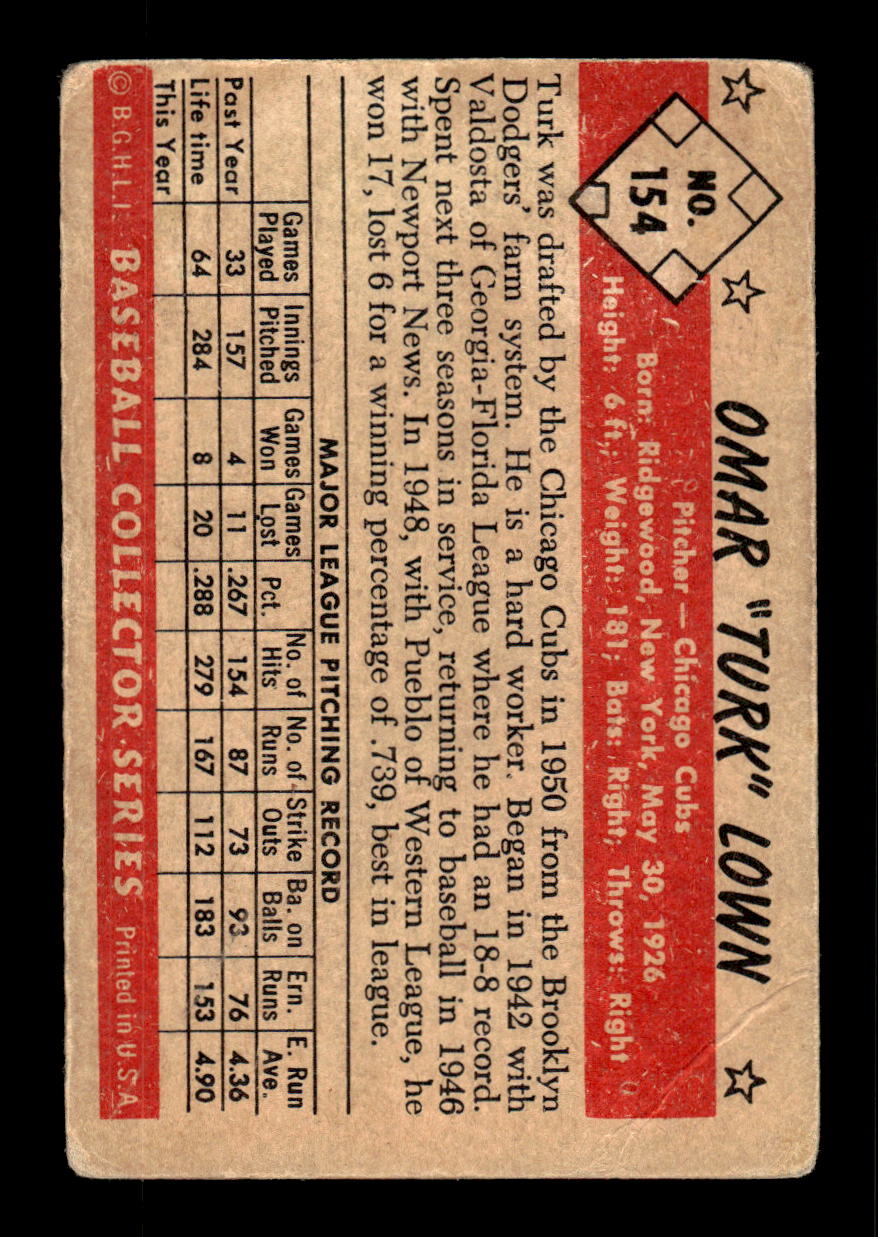 NO.
154
OMAR "TURK" LOWN
Pitcher — Chicago Cubs
Born: Ridgewood, New York, May 30, 1926
Height: 6 ft.; Weight: 181; Bats: Right; Throws: Right
Turk was drafted by the Chicago Cubs in 1950 from the Brooklyn
Dodgers' farm system. He is a hard worker. Began in 1942 with
Valdosta of Georgia-Florida League where he had an 18-8 record.
Spent next three seasons in service, returning to baseball in 1946
with Newport News. In 1948, with Pueblo of Western League, he
won 17, lost 6 for a winning percentage of .739, best in league.
MAJOR LEAGUE PITCHING RECORD
Games Played Innings Pitched Games Won Games Lost Pct. No. of Hits No. of Runs Strike Outs Ba. on Balls Ern. Runs E. Run Ave.
Past Year 33 157 4 11 .267 154 87 73 93 76 4.36
Life time 64 284 8 20 .288 279 167 112 183 153 4.90
This Year
© B.G.H.L.I. BASEBALL COLLECTOR SERIES Printed in U.S.A.